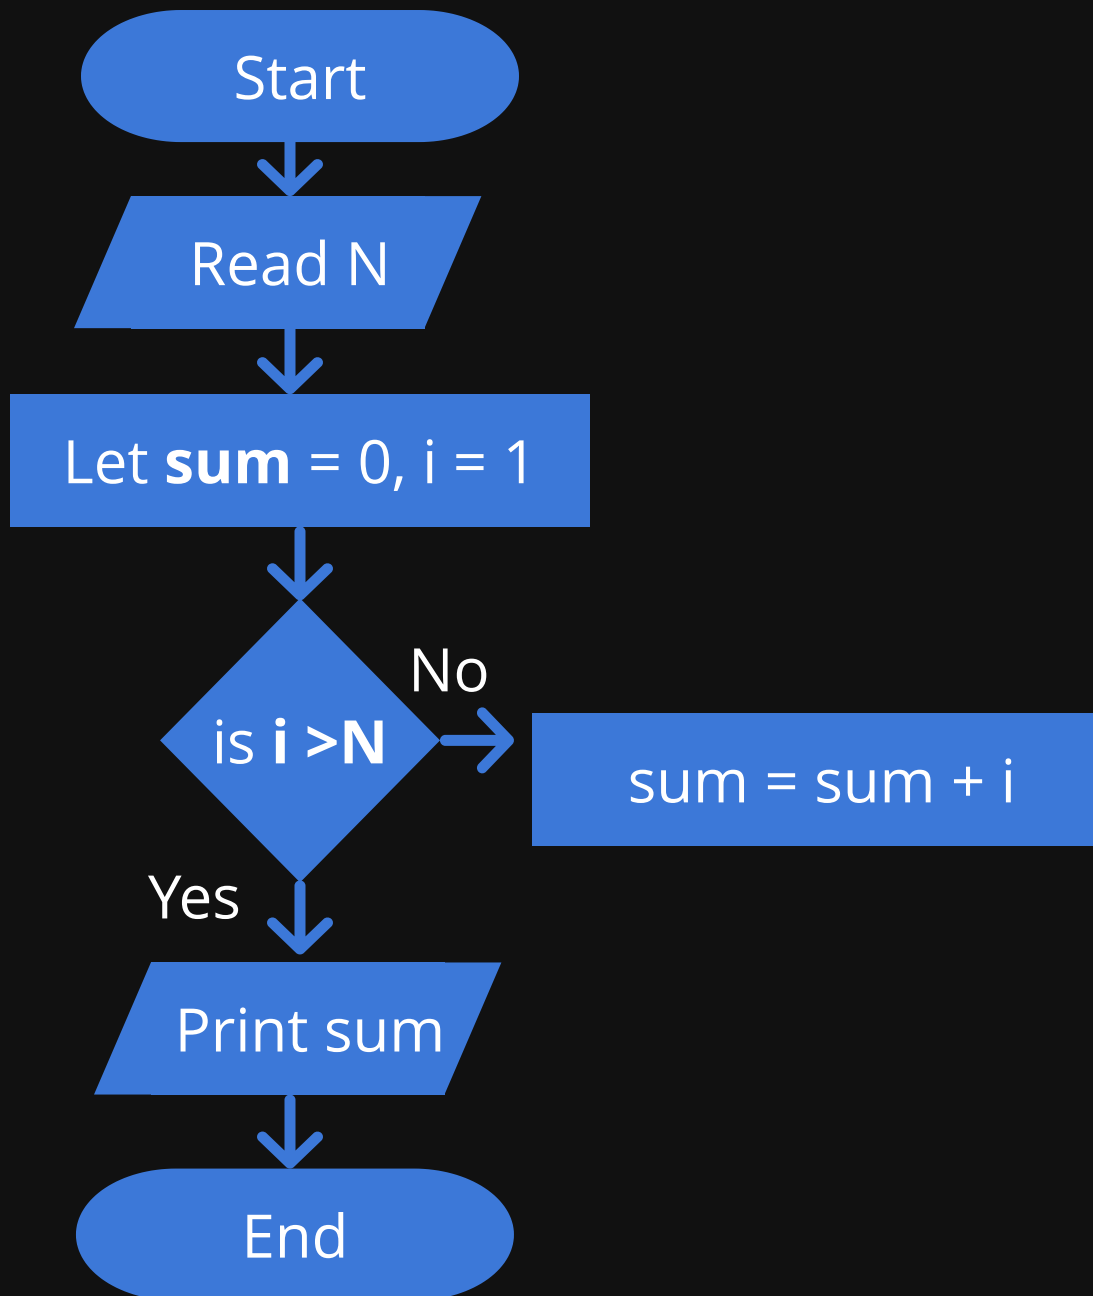 Start
Read N
Let sum = 0, i = 1
No
is i >N
sum = sum + i
Yes
Print sum
End